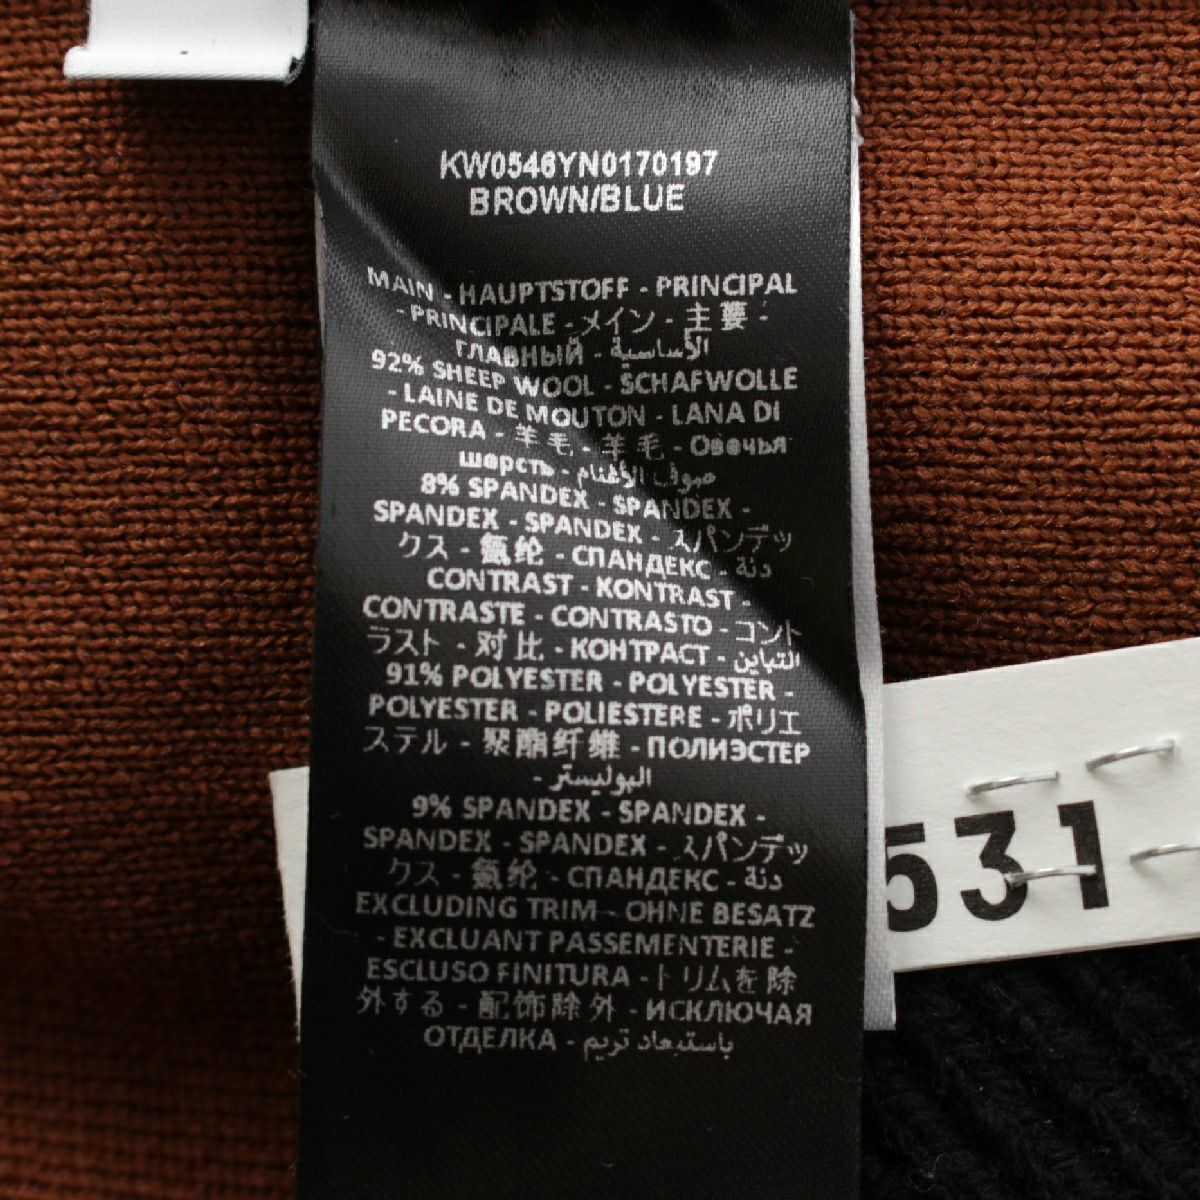 KW0546YN0170197
BROWN/BLUE
MAIN - HAUPTSTOFF - PRINCIPAL
- PRINCIPALE - メイン - 主要 -
ГЛАВНЫЙ - الأساسية
92% SHEEP WOOL - SCHAFWOLLE
- LAINE DE MOUTON - LANA DI
PECORA - 羊毛 - 羊毛 - Овечья
шерсть - صوف الأغنام
8% SPANDEX - SPANDEX -
SPANDEX - SPANDEX - スパンデッ
クス - 氨纶 - СПАНДЕКС - دنة
CONTRAST - KONTRAST -
CONTRASTE - CONTRASTO - コント
ラスト - 对比 - КОНТРАСТ - التباين
91% POLYESTER - POLYESTER -
POLYESTER - POLIESTERE - ポリエ
ステル - 聚酯纤维 - ПОЛИЭСТЕР
- البوليستر
9% SPANDEX - SPANDEX -
SPANDEX - SPANDEX - スパンデッ
クス - 氨纶 - СПАНДЕКС - دنة
EXCLUDING TRIM - OHNE BESATZ
- EXCLUANT PASSEMENTERIE -
ESCLUSO FINITURA - トリムを除
外する - 配饰除外 - ИСКЛЮЧАЯ
ОТДЕЛКА - باستبعاد تريم
531